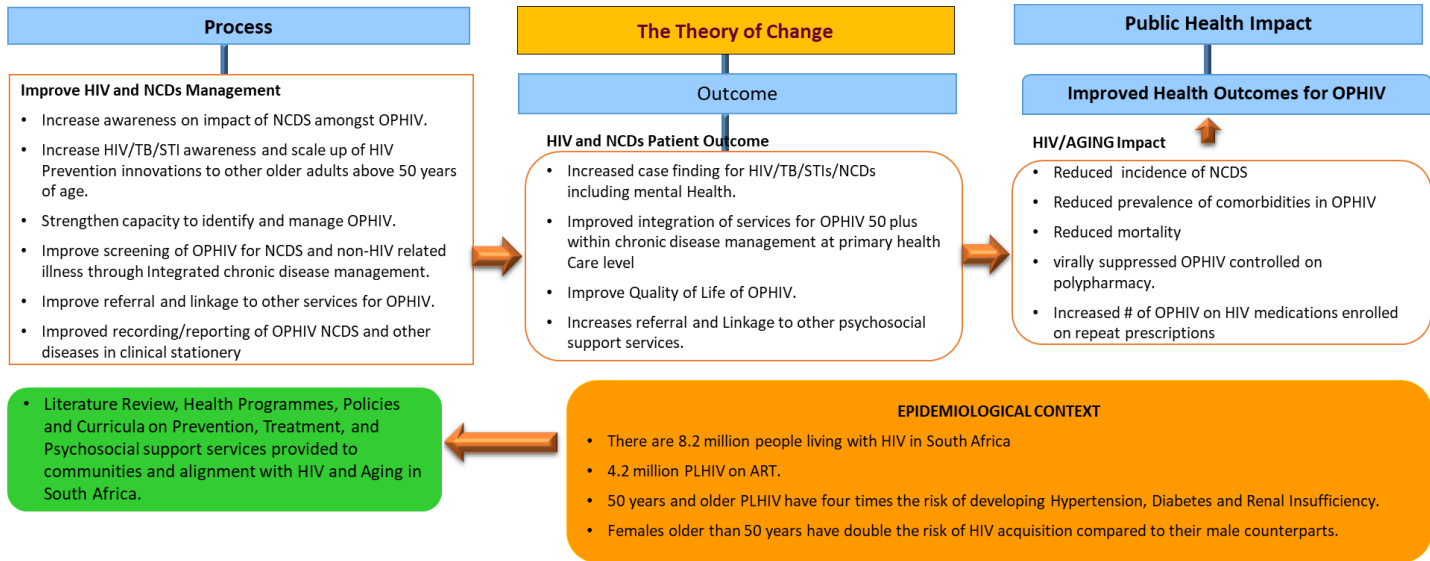 Process
Improve HIV and NCDs Management
• Increase awareness on impact of NCDS amongst OPHIV.
• Increase HIV/TB/STI awareness and scale up of HIV
Prevention innovations to other older adults above 50 years
of age.
• Strengthen capacity to identify and manage OPHIV.
• Improve screening of OPHIV for NCDS and non-HIV related
illness through Integrated chronic disease management.
• Improve referral and linkage to other services for OPHIV.
• Improved recording/reporting of OPHIV NCDS and other
diseases in clinical stationery
The Theory of Change
Outcome
HIV and NCDs Patient Outcome
• Increased case finding for HIV/TB/STIs/NCDs
including mental Health.
• Improved integration of services for OPHIV 50 plus
within chronic disease management at primary health
Care level
• Improve Quality of Life of OPHIV.
• Increases referral and Linkage to other psychosocial
support services.
Public Health Impact
Improved Health Outcomes for OPHIV
HIV/AGING Impact
• Reduced incidence of NCDS
• Reduced prevalence of comorbidities in OPHIV
• Reduced mortality
• virally suppressed OPHIV controlled on
polypharmacy.
• Increased # of OPHIV on HIV medications enrolled
on repeat prescriptions
• Literature Review, Health Programmes, Policies
and Curricula on Prevention, Treatment, and
Psychosocial support services provided to
communities and alignment with HIV and Aging in
South Africa.
EPIDEMIOLOGICAL CONTEXT
• There are 8.2 million people living with HIV in South Africa
• 4.2 million PLHIV on ART.
• 50 years and older PLHIV have four times the risk of developing Hypertension, Diabetes and Renal Insufficiency.
• Females older than 50 years have double the risk of HIV acquisition compared to their male counterparts.